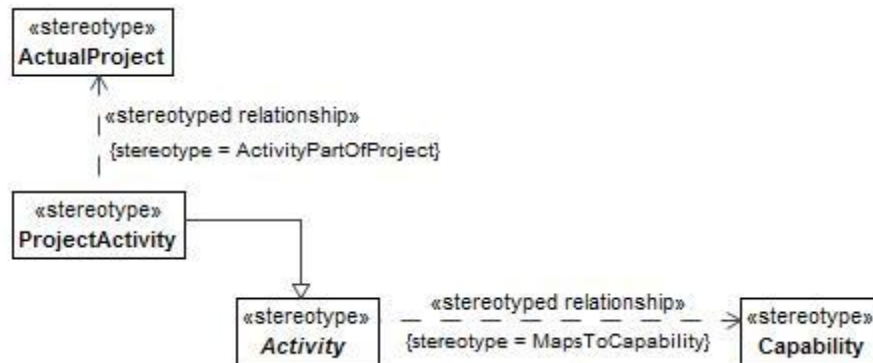 «stereotype»
ActualProject
«stereotyped relationship»
{stereotype = ActivityPartOfProject}
«stereotype»
ProjectActivity
«stereotype»
Activity
«stereotyped relationship»
{stereotype = MapsToCapability}
«stereotype»
Capability